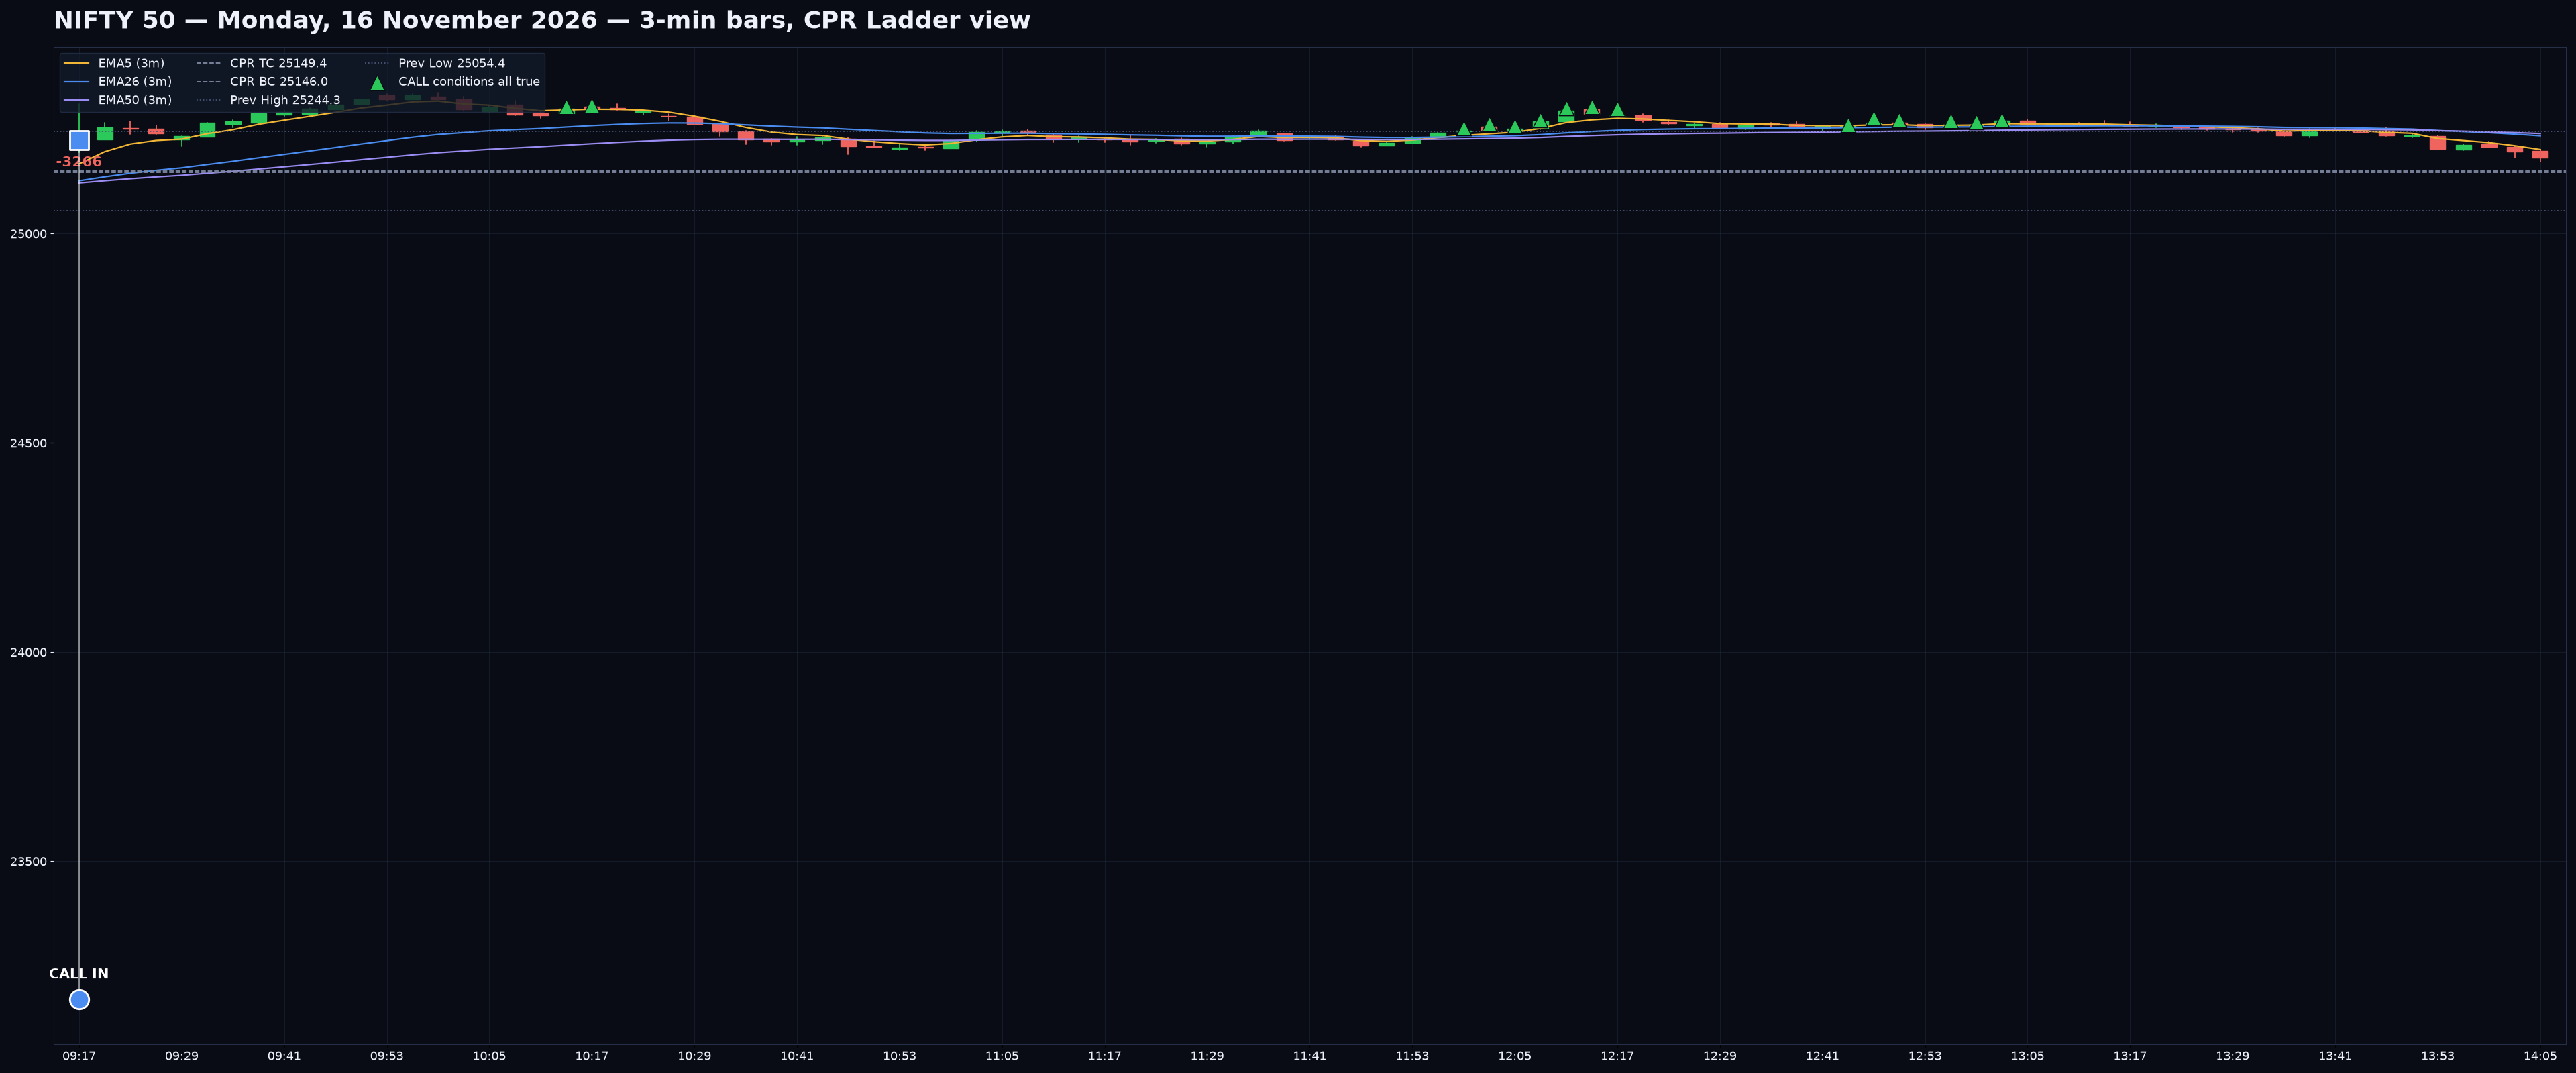 NIFTY 50 — Monday, 16 November 2026 — 3-min bars, CPR Ladder view
EMA5 (3m)
EMA26 (3m)
EMA50 (3m)
CPR TC 25149.4
CPR BC 25146.0
Prev High 25244.3
Prev Low 25054.4
CALL conditions all true
-3266
25000
24500
24000
23500
CALL IN
09:17 09:29 09:41 09:53 10:05 10:17 10:29 10:41 10:53 11:05 11:17 11:29 11:41 11:53 12:05 12:17 12:29 12:41 12:53 13:05 13:17 13:29 13:41 13:53 14:05